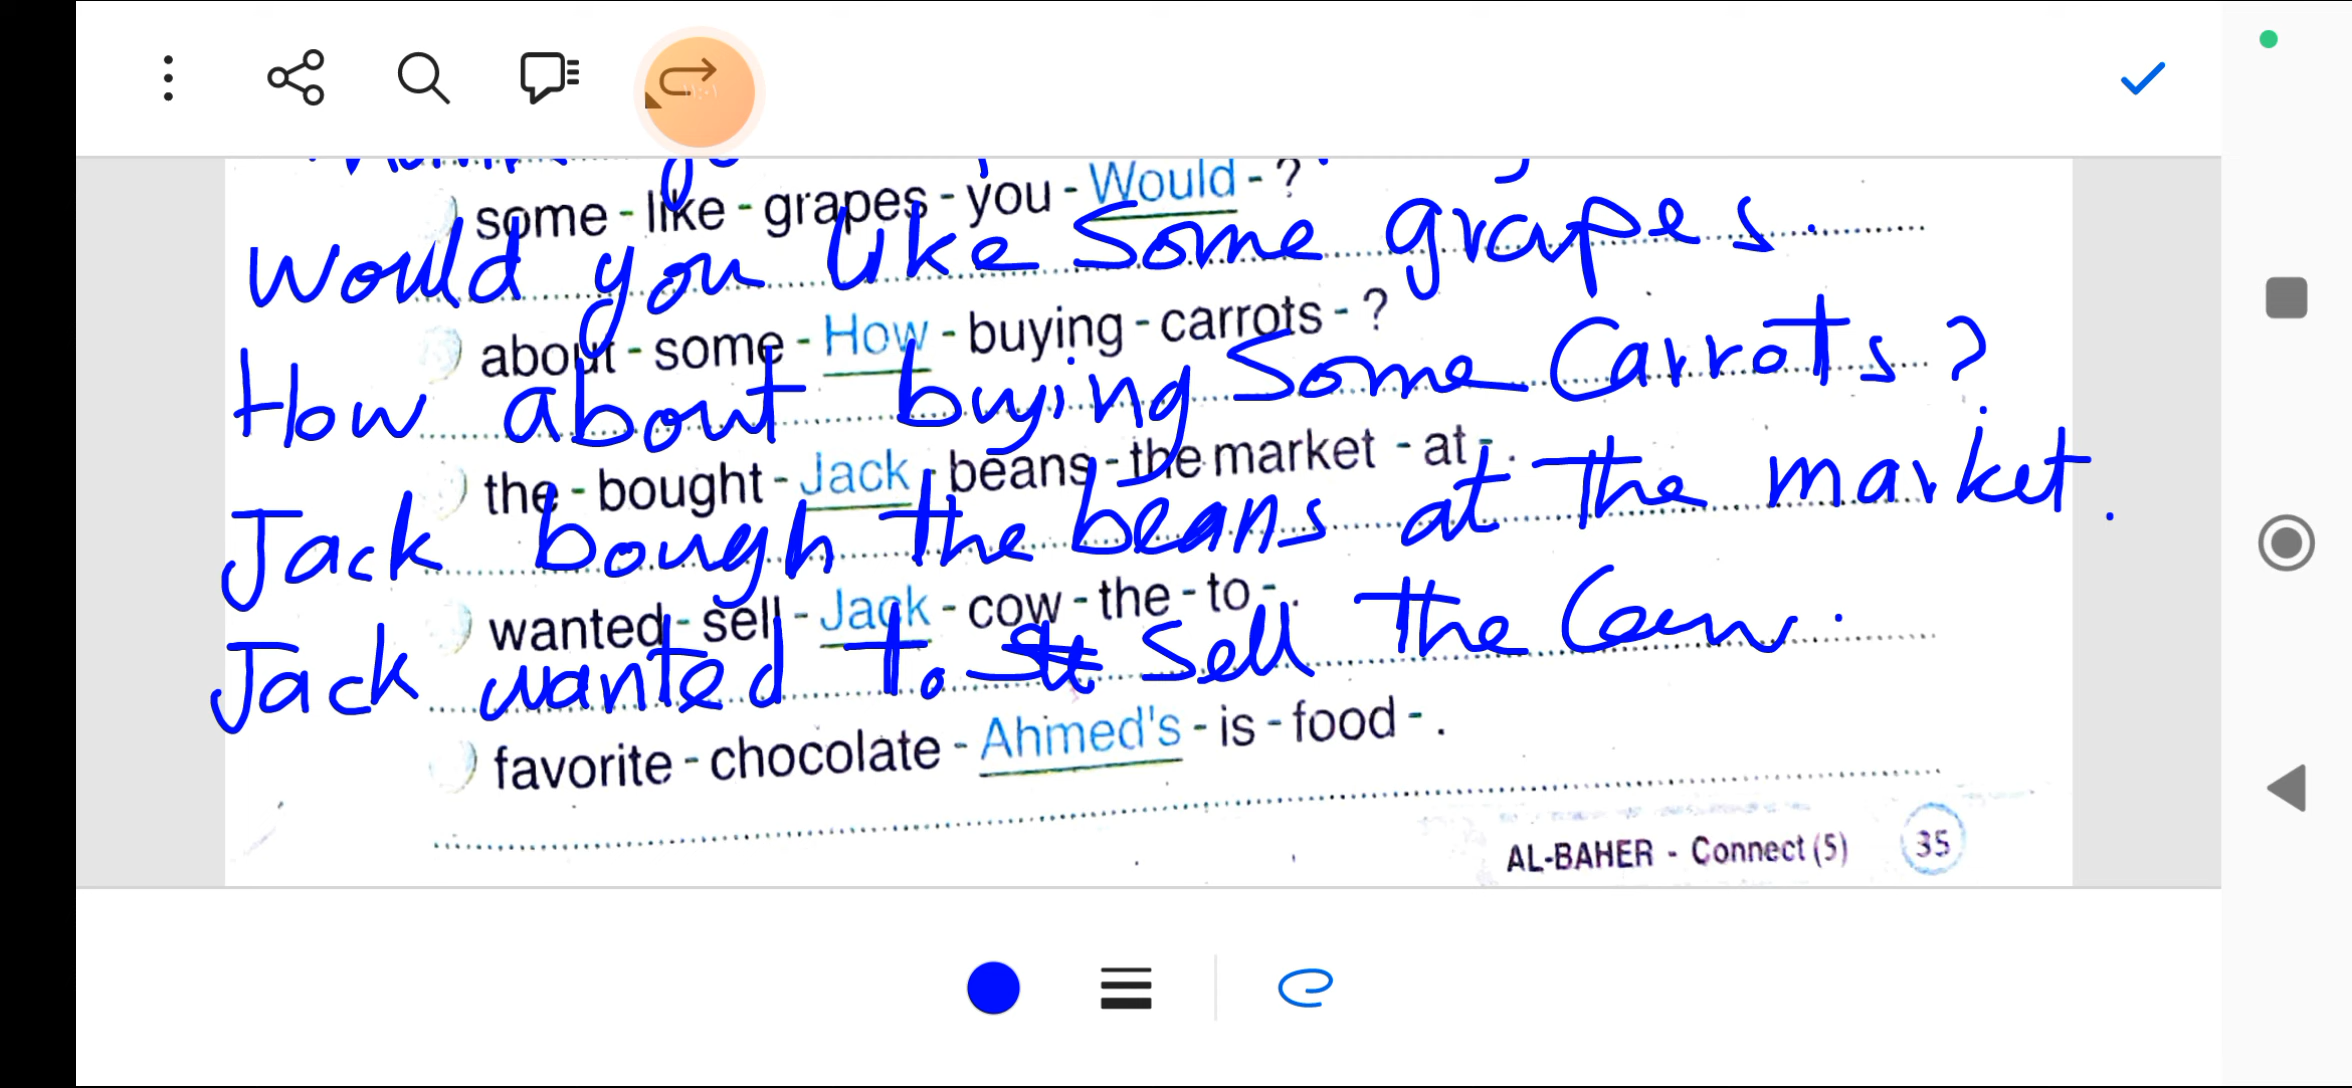 some - like - grapes - you - Would - ?
Would you like some grapes.
about - some - How - buying - carrots - ?
How about buying some Carrots?
the - bought - Jack - beans - the market - at - .
Jack bough the beans at the market.
wanted - sell - Jack - cow - the - to - .
Jack wanted to sell the Cow.
favorite - chocolate - Ahmed's - is - food - .
AL-BAHER - Connect (5) 35